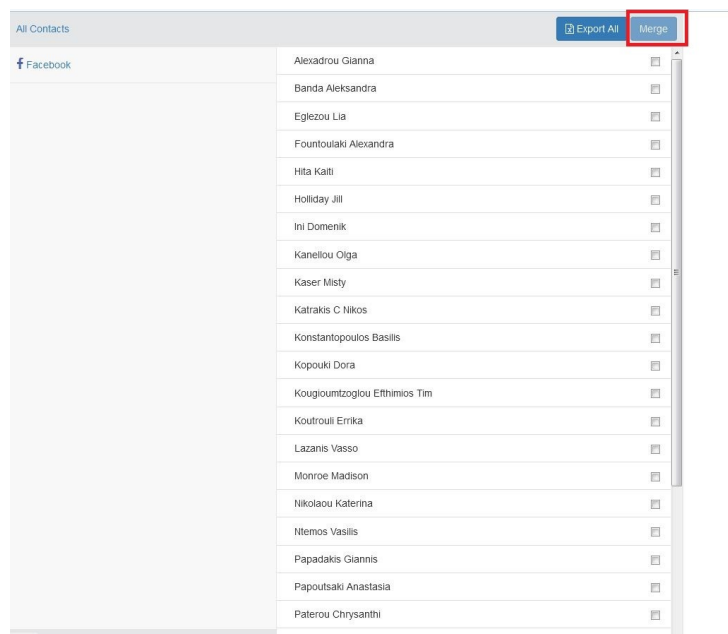 All Contacts
Export All
Merge
Facebook
Alexadrou Gianna
Banda Aleksandra
Eglezou Lia
Fountoulaki Alexandra
Hita Kaiti
Holliday Jill
Ini Domenik
Kanellou Olga
Kaser Misty
Katrakis C Nikos
Konstantopoulos Basilis
Kopouki Dora
Kougioumtzoglou Efthimios Tim
Koutrouli Errika
Lazanis Vasso
Monroe Madison
Nikolaou Katerina
Ntemos Vasilis
Papadakis Giannis
Papoutsaki Anastasia
Paterou Chrysanthi